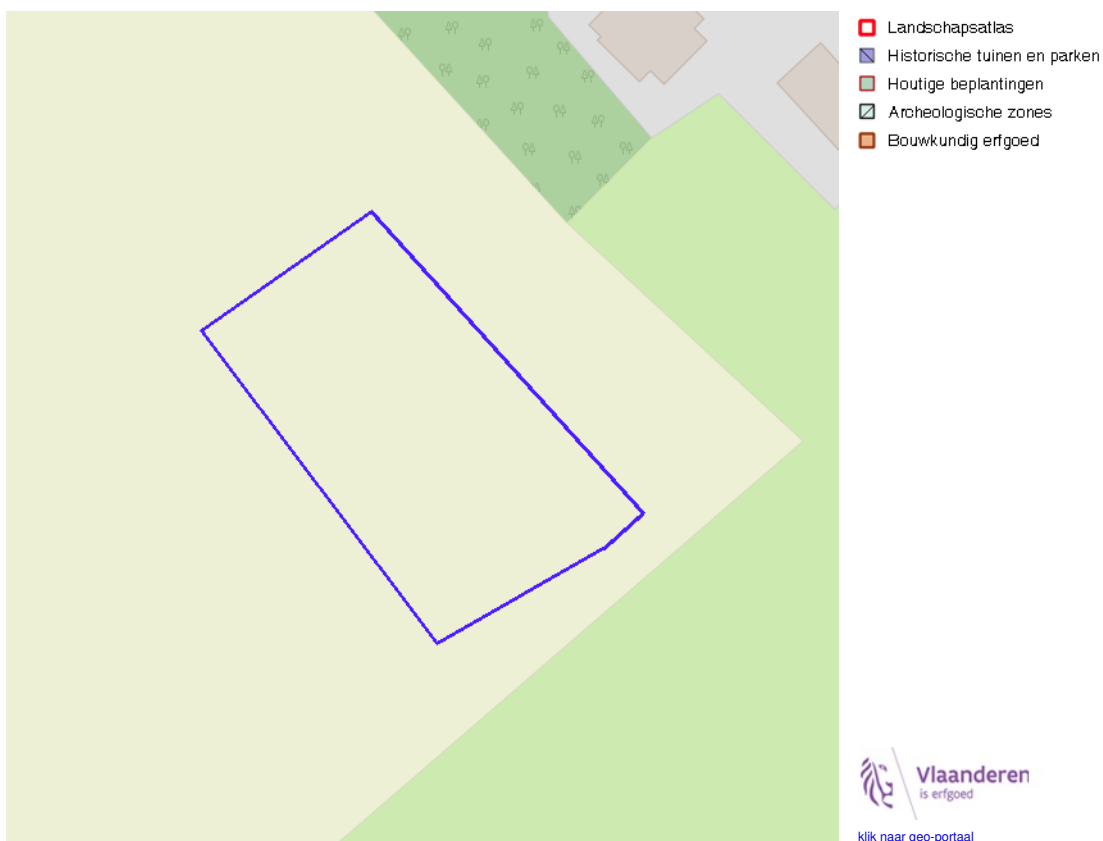 Landschapsatlas
Historische tuinen en parken
Houtige beplantingen
Archeologische zones
Bouwkundig erfgoed
Vlaanderen
is erfgoed
klik naar geo-portaal